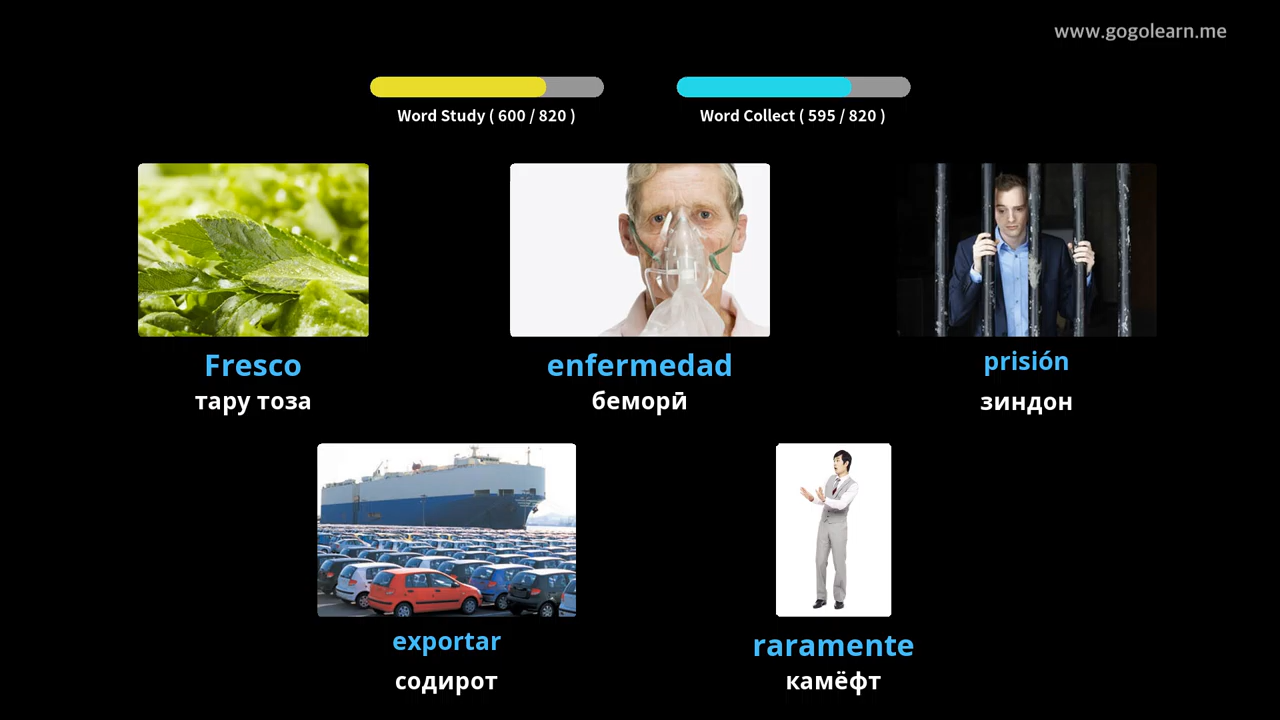 www.gogolearn.me
Word Study ( 600 / 820 )
Word Collect ( 595 / 820 )
Fresco
тару тоза
enfermedad
беморӣ
prisión
зиндон
exportar
содирот
raramente
камёфт